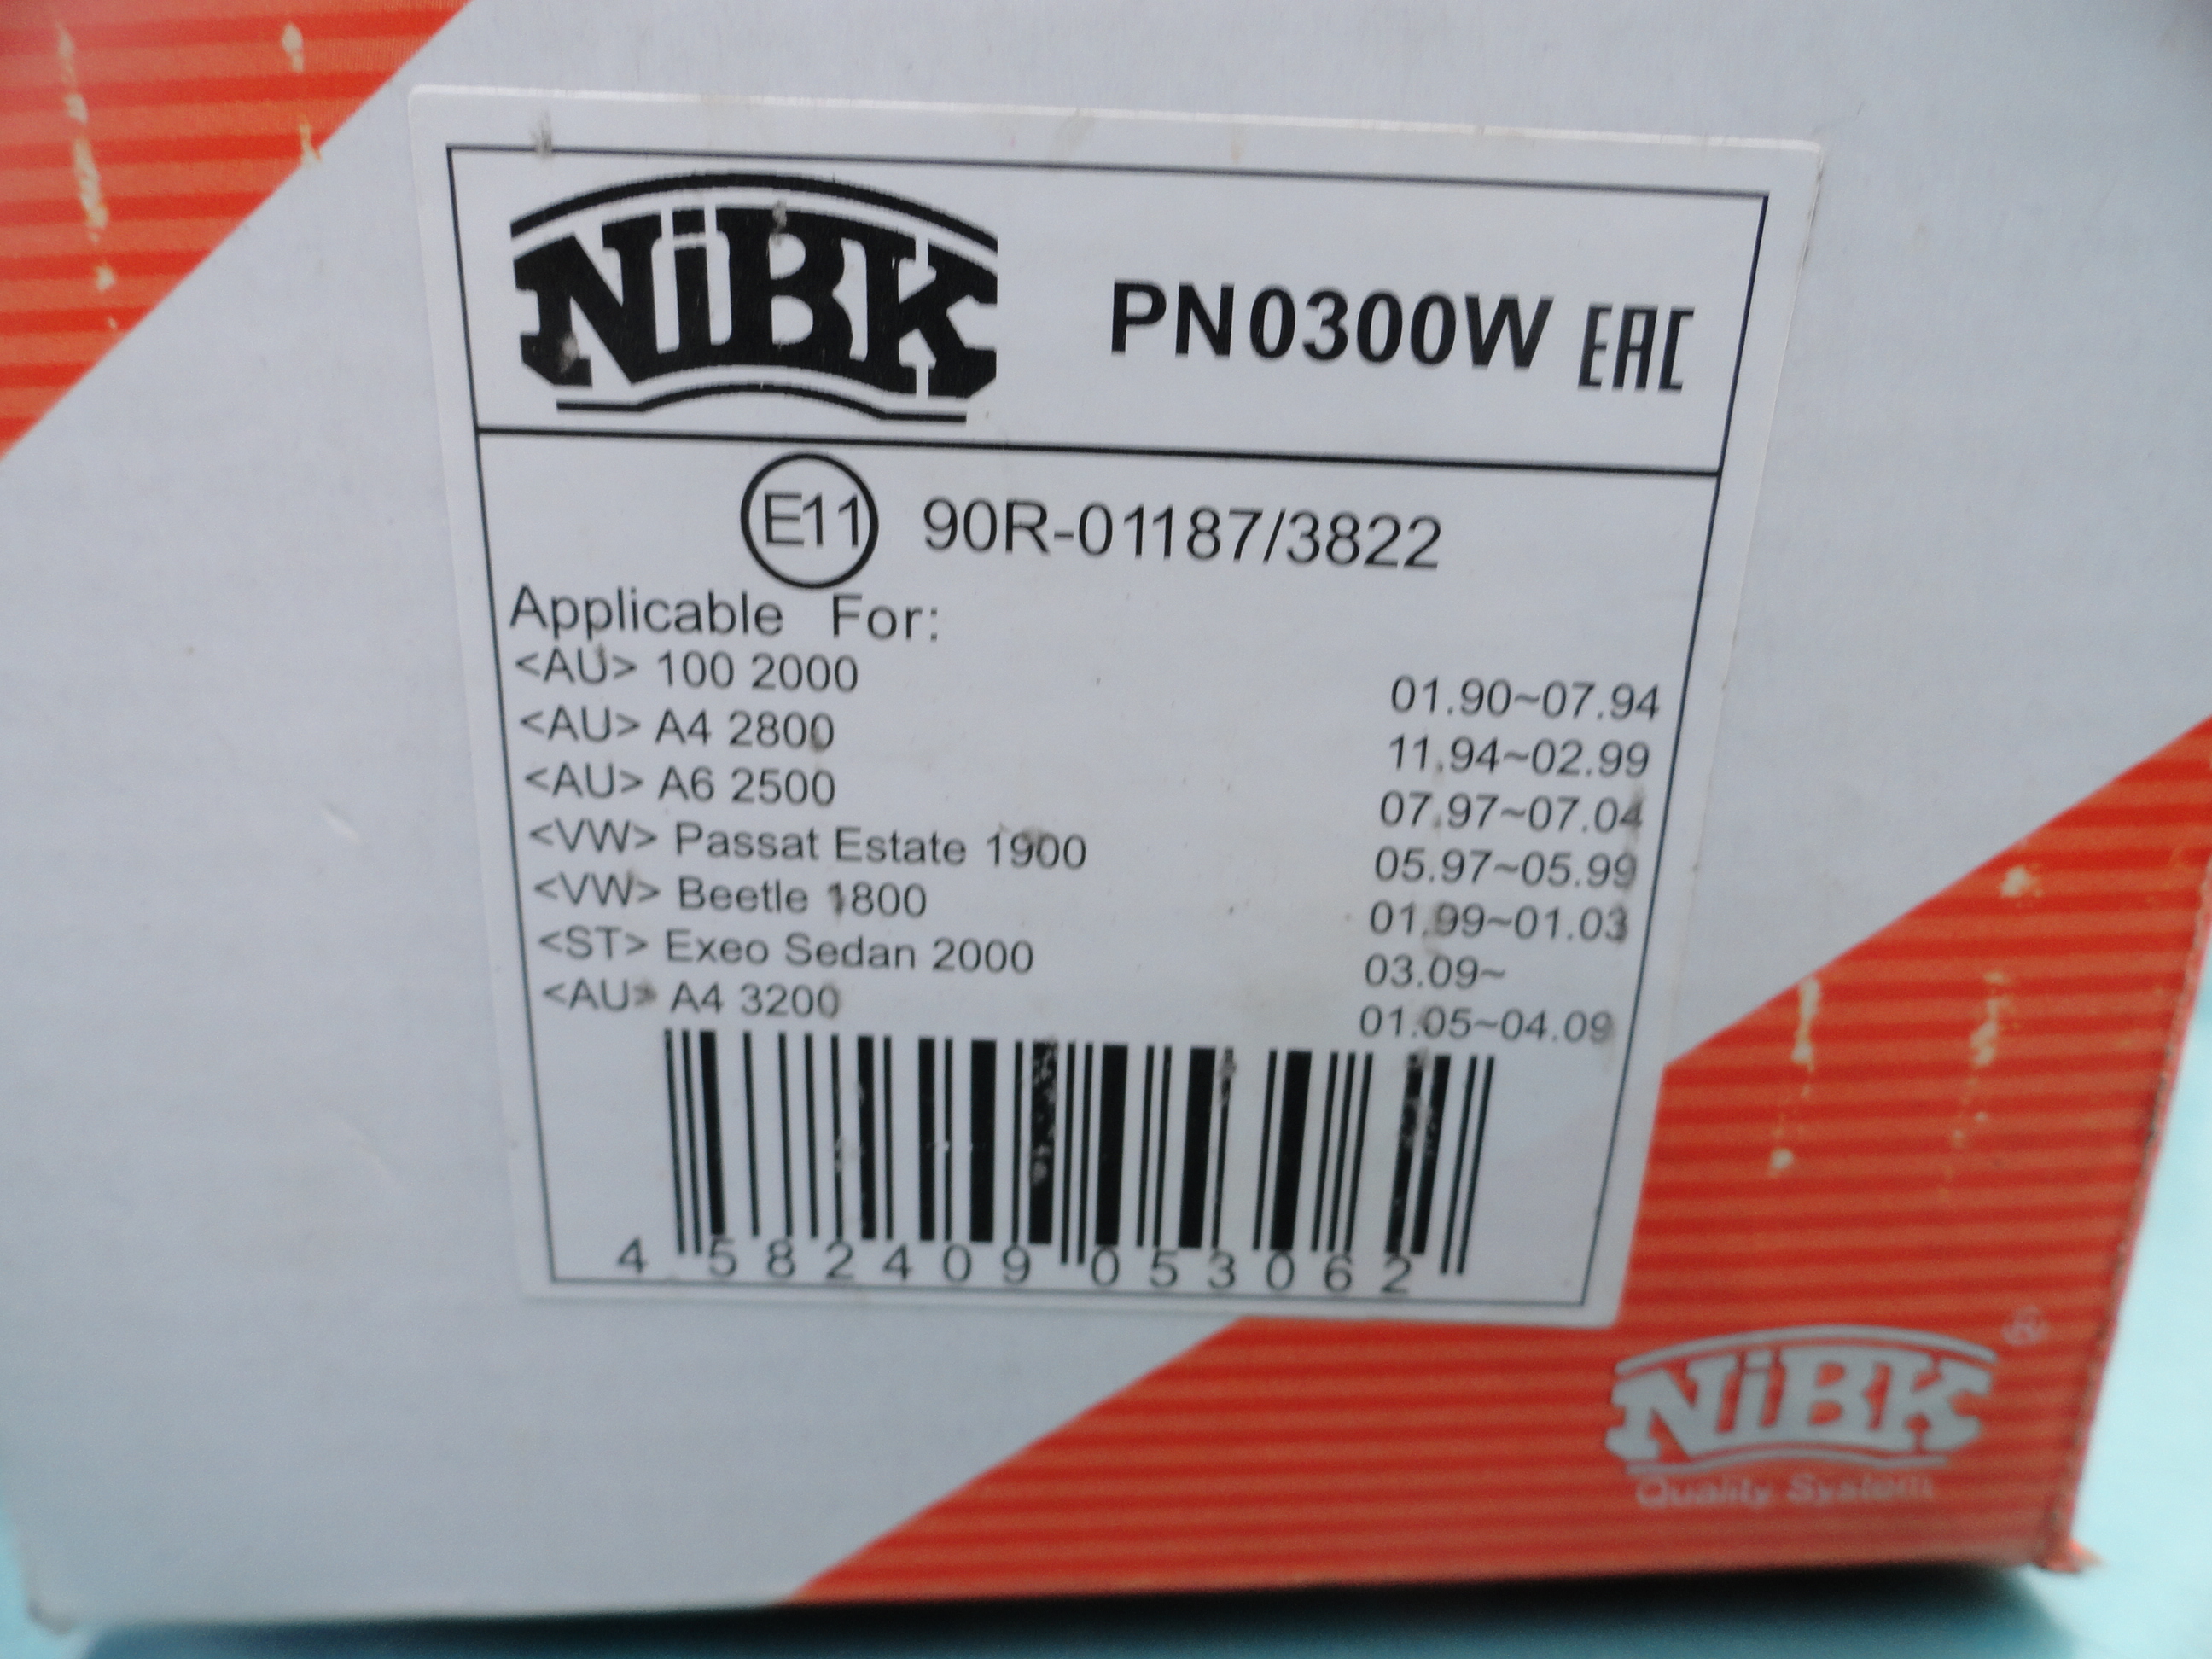 NiBK PN0300W EAC
E11 90R-01187/3822
Applicable For:
<AU> 100 2000 01.90~07.94
<AU> A4 2800 11.94~02.99
<AU> A6 2500 07.97~07.04
<VW> Passat Estate 1900 05.97~05.99
<VW> Beetle 1800 01.99~01.03
<ST> Exeo Sedan 2000 03.09~
<AU> A4 3200 01.05~04.09
4 582409 053062
NiBK ®
Quality System